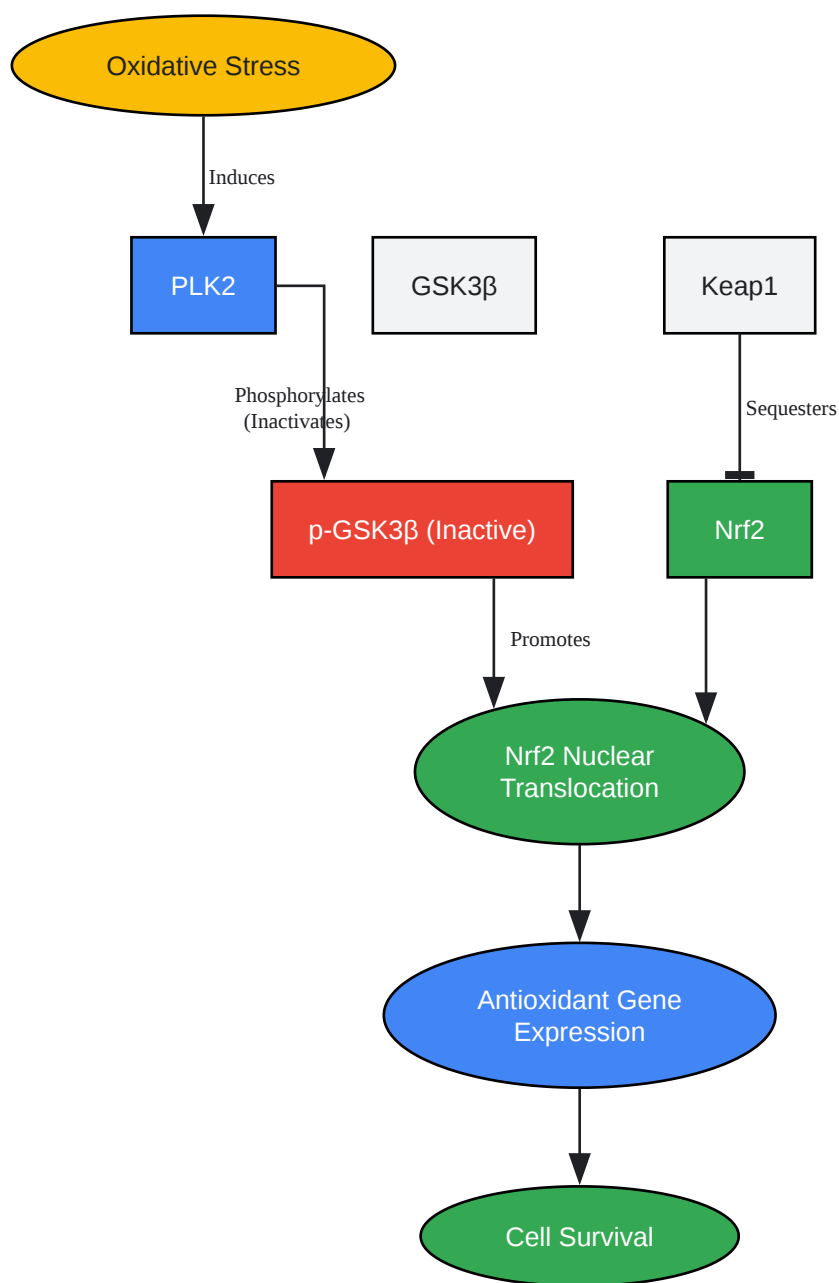 Oxidative Stress
Induces
PLK2
GSK3β
Keap1
Phosphorylates
(Inactivates)
Sequesters
p-GSK3β (Inactive)
Nrf2
Promotes
Nrf2 Nuclear
Translocation
Antioxidant Gene
Expression
Cell Survival